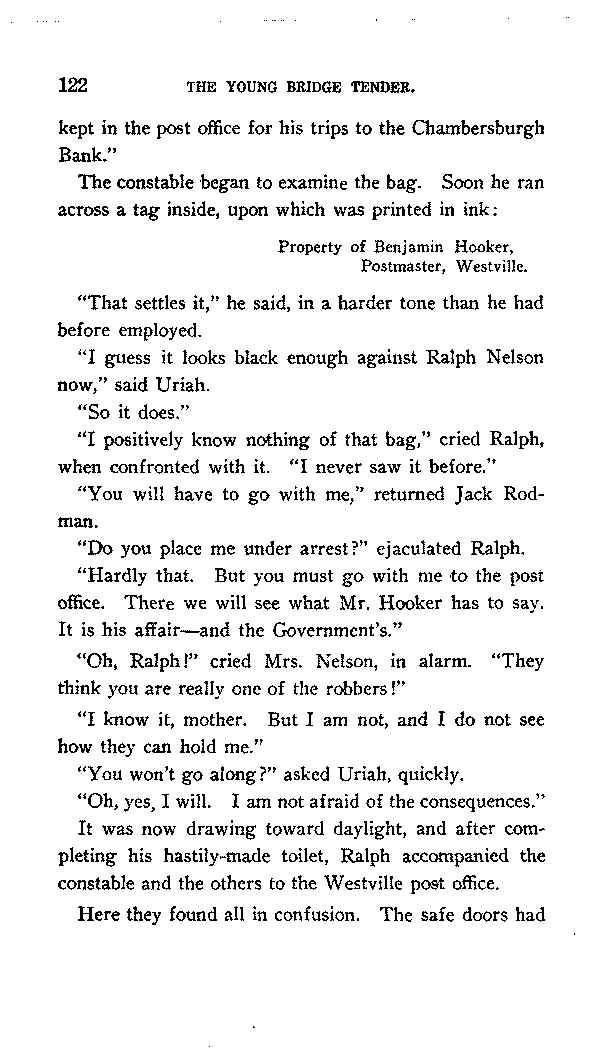 122 THE YOUNG BRIDGE TENDER.
kept in the post office for his trips to the Chambersburgh
Bank.”
The constable began to examine the bag. Soon he ran
across a tag inside, upon which was printed in ink:
Property of Benjamin Hooker,
Postmaster, Westville.
“That settles it,” he said, in a harder tone than he had
before employed.
“I guess it looks black enough against Ralph Nelson
now,” said Uriah.
“So it does.”
“I positively know nothing of that bag,” cried Ralph,
when confronted with it. “I never saw it before.”
“You will have to go with me,” returned Jack Rod-
man.
“Do you place me under arrest?” ejaculated Ralph.
“Hardly that. But you must go with me to the post
office. There we will see what Mr. Hooker has to say.
It is his affair—and the Government’s.”
“Oh, Ralph!” cried Mrs. Nelson, in alarm. “They
think you are really one of the robbers!”
“I know it, mother. But I am not, and I do not see
how they can hold me.”
“You won’t go along?” asked Uriah, quickly.
“Oh, yes, I will. I am not afraid of the consequences.”
It was now drawing toward daylight, and after com-
pleting his hastily-made toilet, Ralph accompanied the
constable and the others to the Westville post office.
Here they found all in confusion. The safe doors had